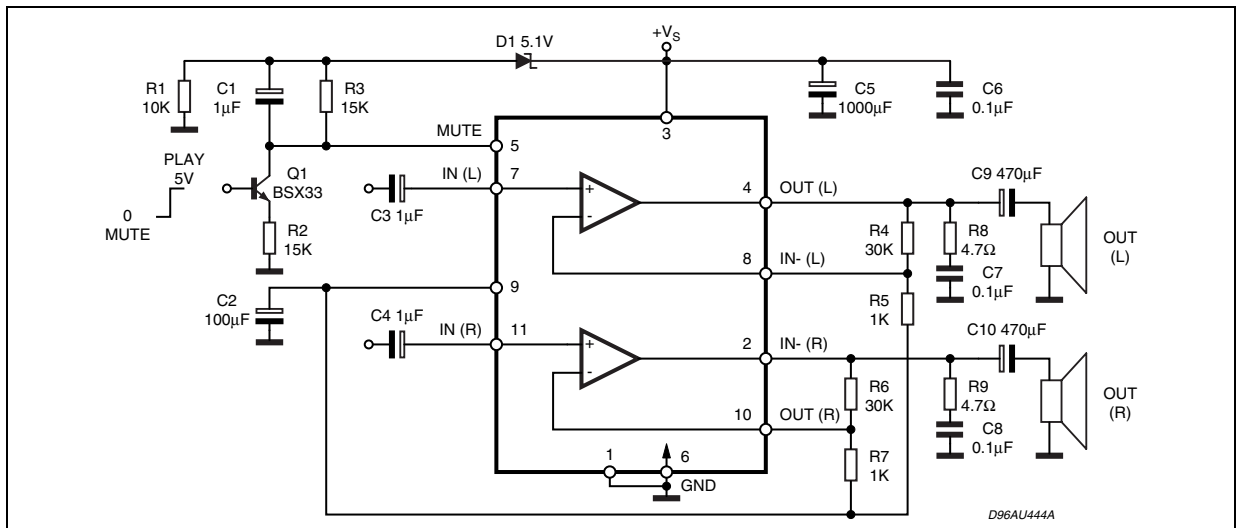 +VS
D1 5.1V
R1
10K
C1
1μF
R3
15K
C5
1000μF
C6
0.1μF
MUTE
5
3
PLAY
5V
0
MUTE
Q1
BSX33
R2
15K
IN (L)
7
C3 1μF
+
-
4
OUT (L)
C9 470μF
R4
30K
R8
4.7Ω
OUT
(L)
8
IN- (L)
C7
0.1μF
R5
1K
9
C2
100μF
C4 1μF
IN (R)
11
+
-
2
IN- (R)
C10 470μF
R6
30K
R9
4.7Ω
OUT
(R)
10
OUT (R)
C8
0.1μF
R7
1K
1
6
GND
D96AU444A